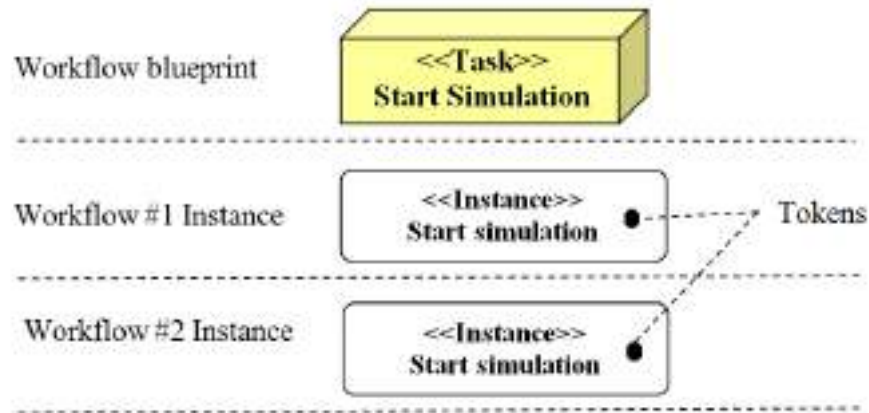 Workflow blueprint
<<Task>>
Start Simulation
Workflow #1 Instance
<<Instance>>
Start simulation
Tokens
Workflow #2 Instance
<<Instance>>
Start simulation